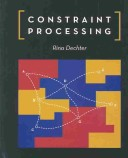 [ CONSTRAINT PROCESSING ]
Rina Dechter